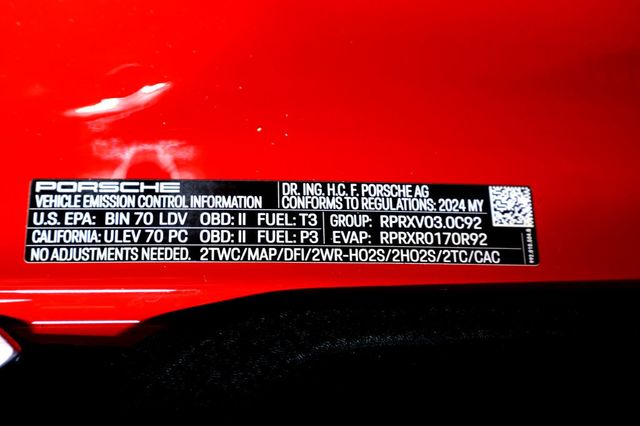 PORSCHE
VEHICLE EMISSION CONTROL INFORMATION
DR. ING. H.C. F. PORSCHE AG
CONFORMS TO REGULATIONS: 2024 MY
U.S. EPA: BIN 70 LDV OBD: II FUEL: T3 GROUP: RPRXV03.0C92
CALIFORNIA: ULEV 70 PC OBD: II FUEL: P3 EVAP: RPRXR0170R92
NO ADJUSTMENTS NEEDED. 2TWC/MAP/DFI/2WR-HO2S/2HO2S/2TC/CAC